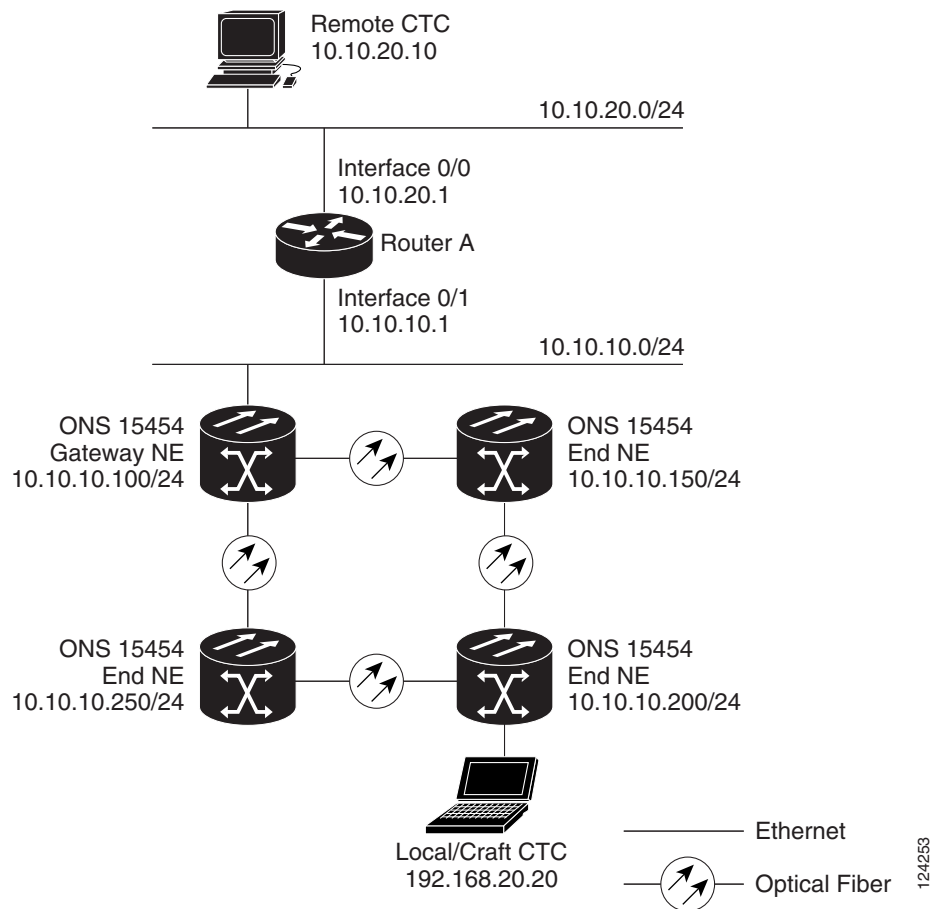 Remote CTC
10.10.20.10
10.10.20.0/24
Interface 0/0
10.10.20.1
Router A
Interface 0/1
10.10.10.1
10.10.10.0/24
ONS 15454
Gateway NE
10.10.10.100/24
ONS 15454
End NE
10.10.10.150/24
ONS 15454
End NE
10.10.10.250/24
ONS 15454
End NE
10.10.10.200/24
Local/Craft CTC
192.168.20.20
Ethernet
Optical Fiber
124253